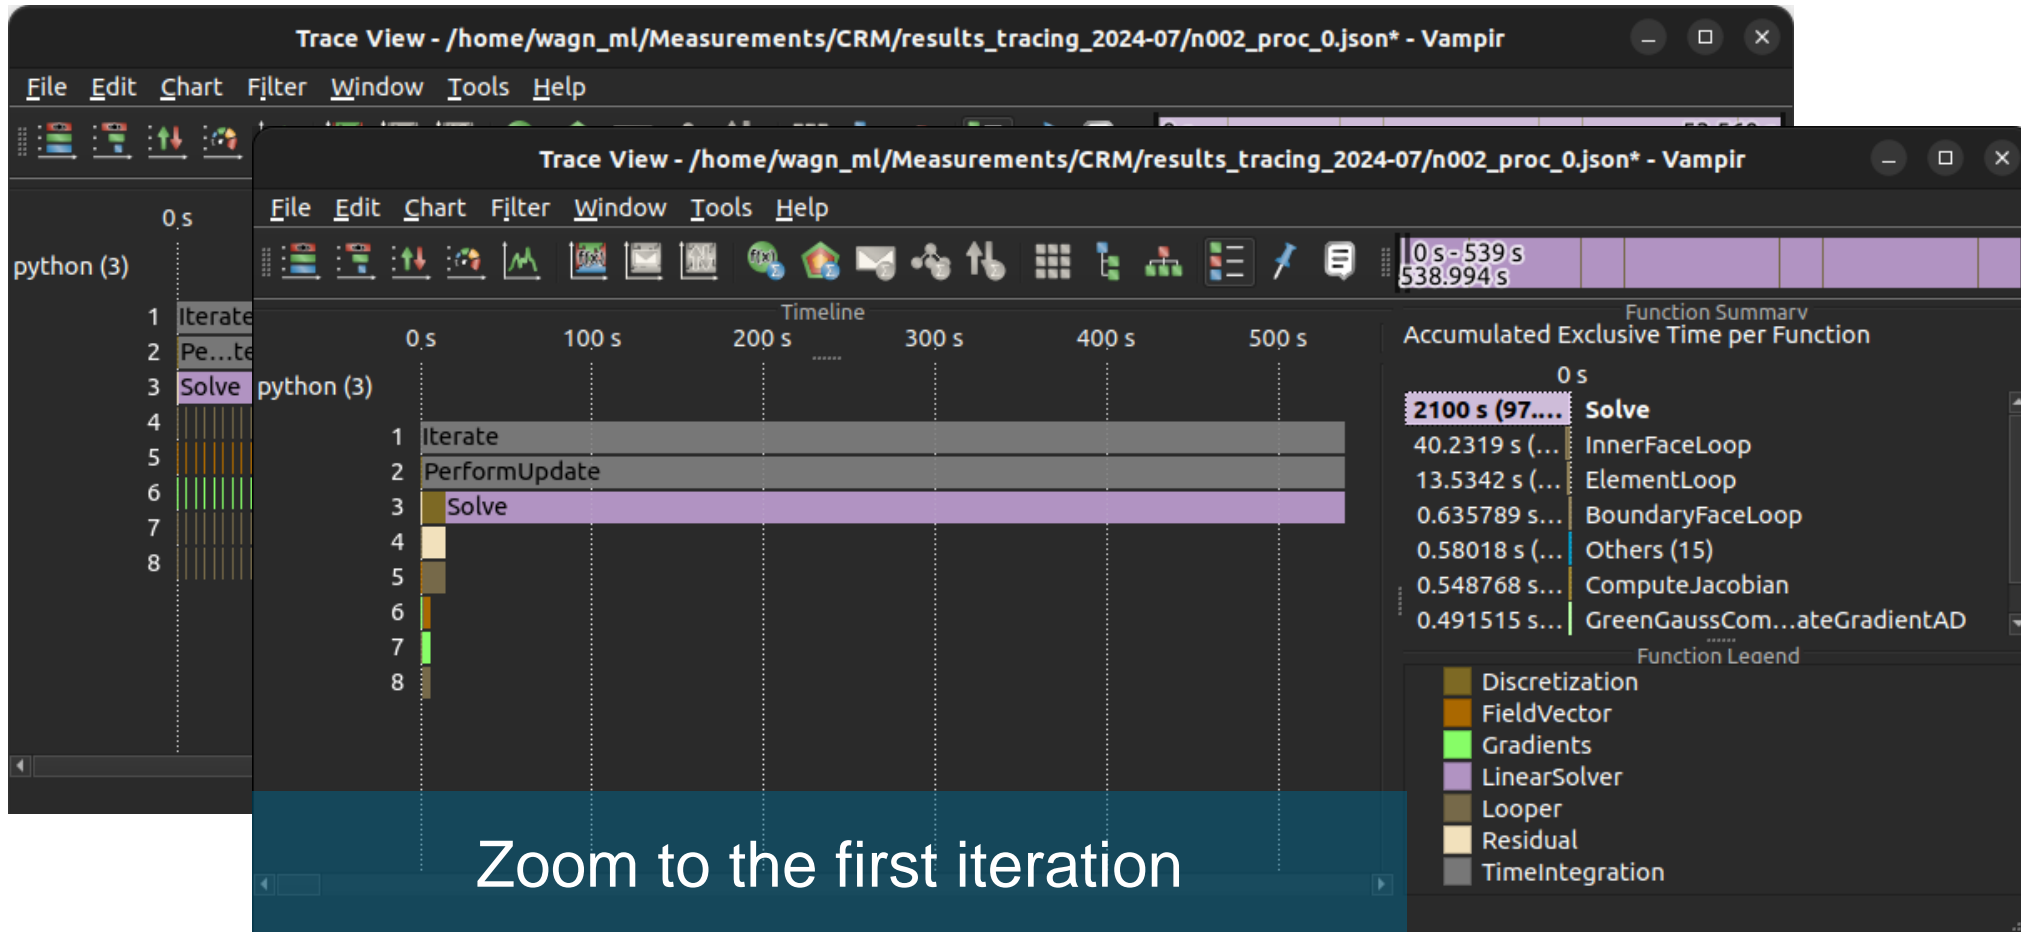 Trace View - /home/wagn_ml/Measurements/CRM/results_tracing_2024-07/n002_proc_0.json* - Vampir
File Edit Chart Filter Window Tools Help
0 s
python (3)
1 Iterate
2 Pe...te
3 Solve
4
5
6
7
8
Trace View - /home/wagn_ml/Measurements/CRM/results_tracing_2024-07/n002_proc_0.json* - Vampir
File Edit Chart Filter Window Tools Help
0 s - 539 s
538.994 s
Timeline
0 s 100 s 200 s 300 s 400 s 500 s
python (3)
1 Iterate
2 PerformUpdate
3 Solve
4
5
6
7
8
Function Summary
Accumulated Exclusive Time per Function
0 s
2100 s (97.... Solve
40.2319 s (... InnerFaceLoop
13.5342 s (... ElementLoop
0.635789 s... BoundaryFaceLoop
0.58018 s (... Others (15)
0.548768 s... ComputeJacobian
0.491515 s... GreenGaussCom...ateGradientAD
Function Legend
Discretization
FieldVector
Gradients
LinearSolver
Looper
Residual
TimeIntegration
Zoom to the first iteration